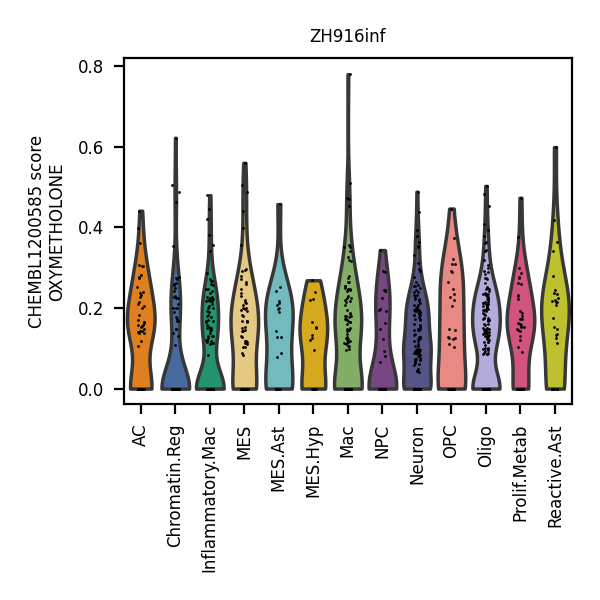 ZH916inf
CHEMBL1200585 score
OXYMETHOLONE
0.8
0.6
0.4
0.2
0.0
AC
Chromatin.Reg
Inflammatory.Mac
MES
MES.Ast
MES.Hyp
Mac
NPC
Neuron
OPC
Oligo
Prolif.Metab
Reactive.Ast